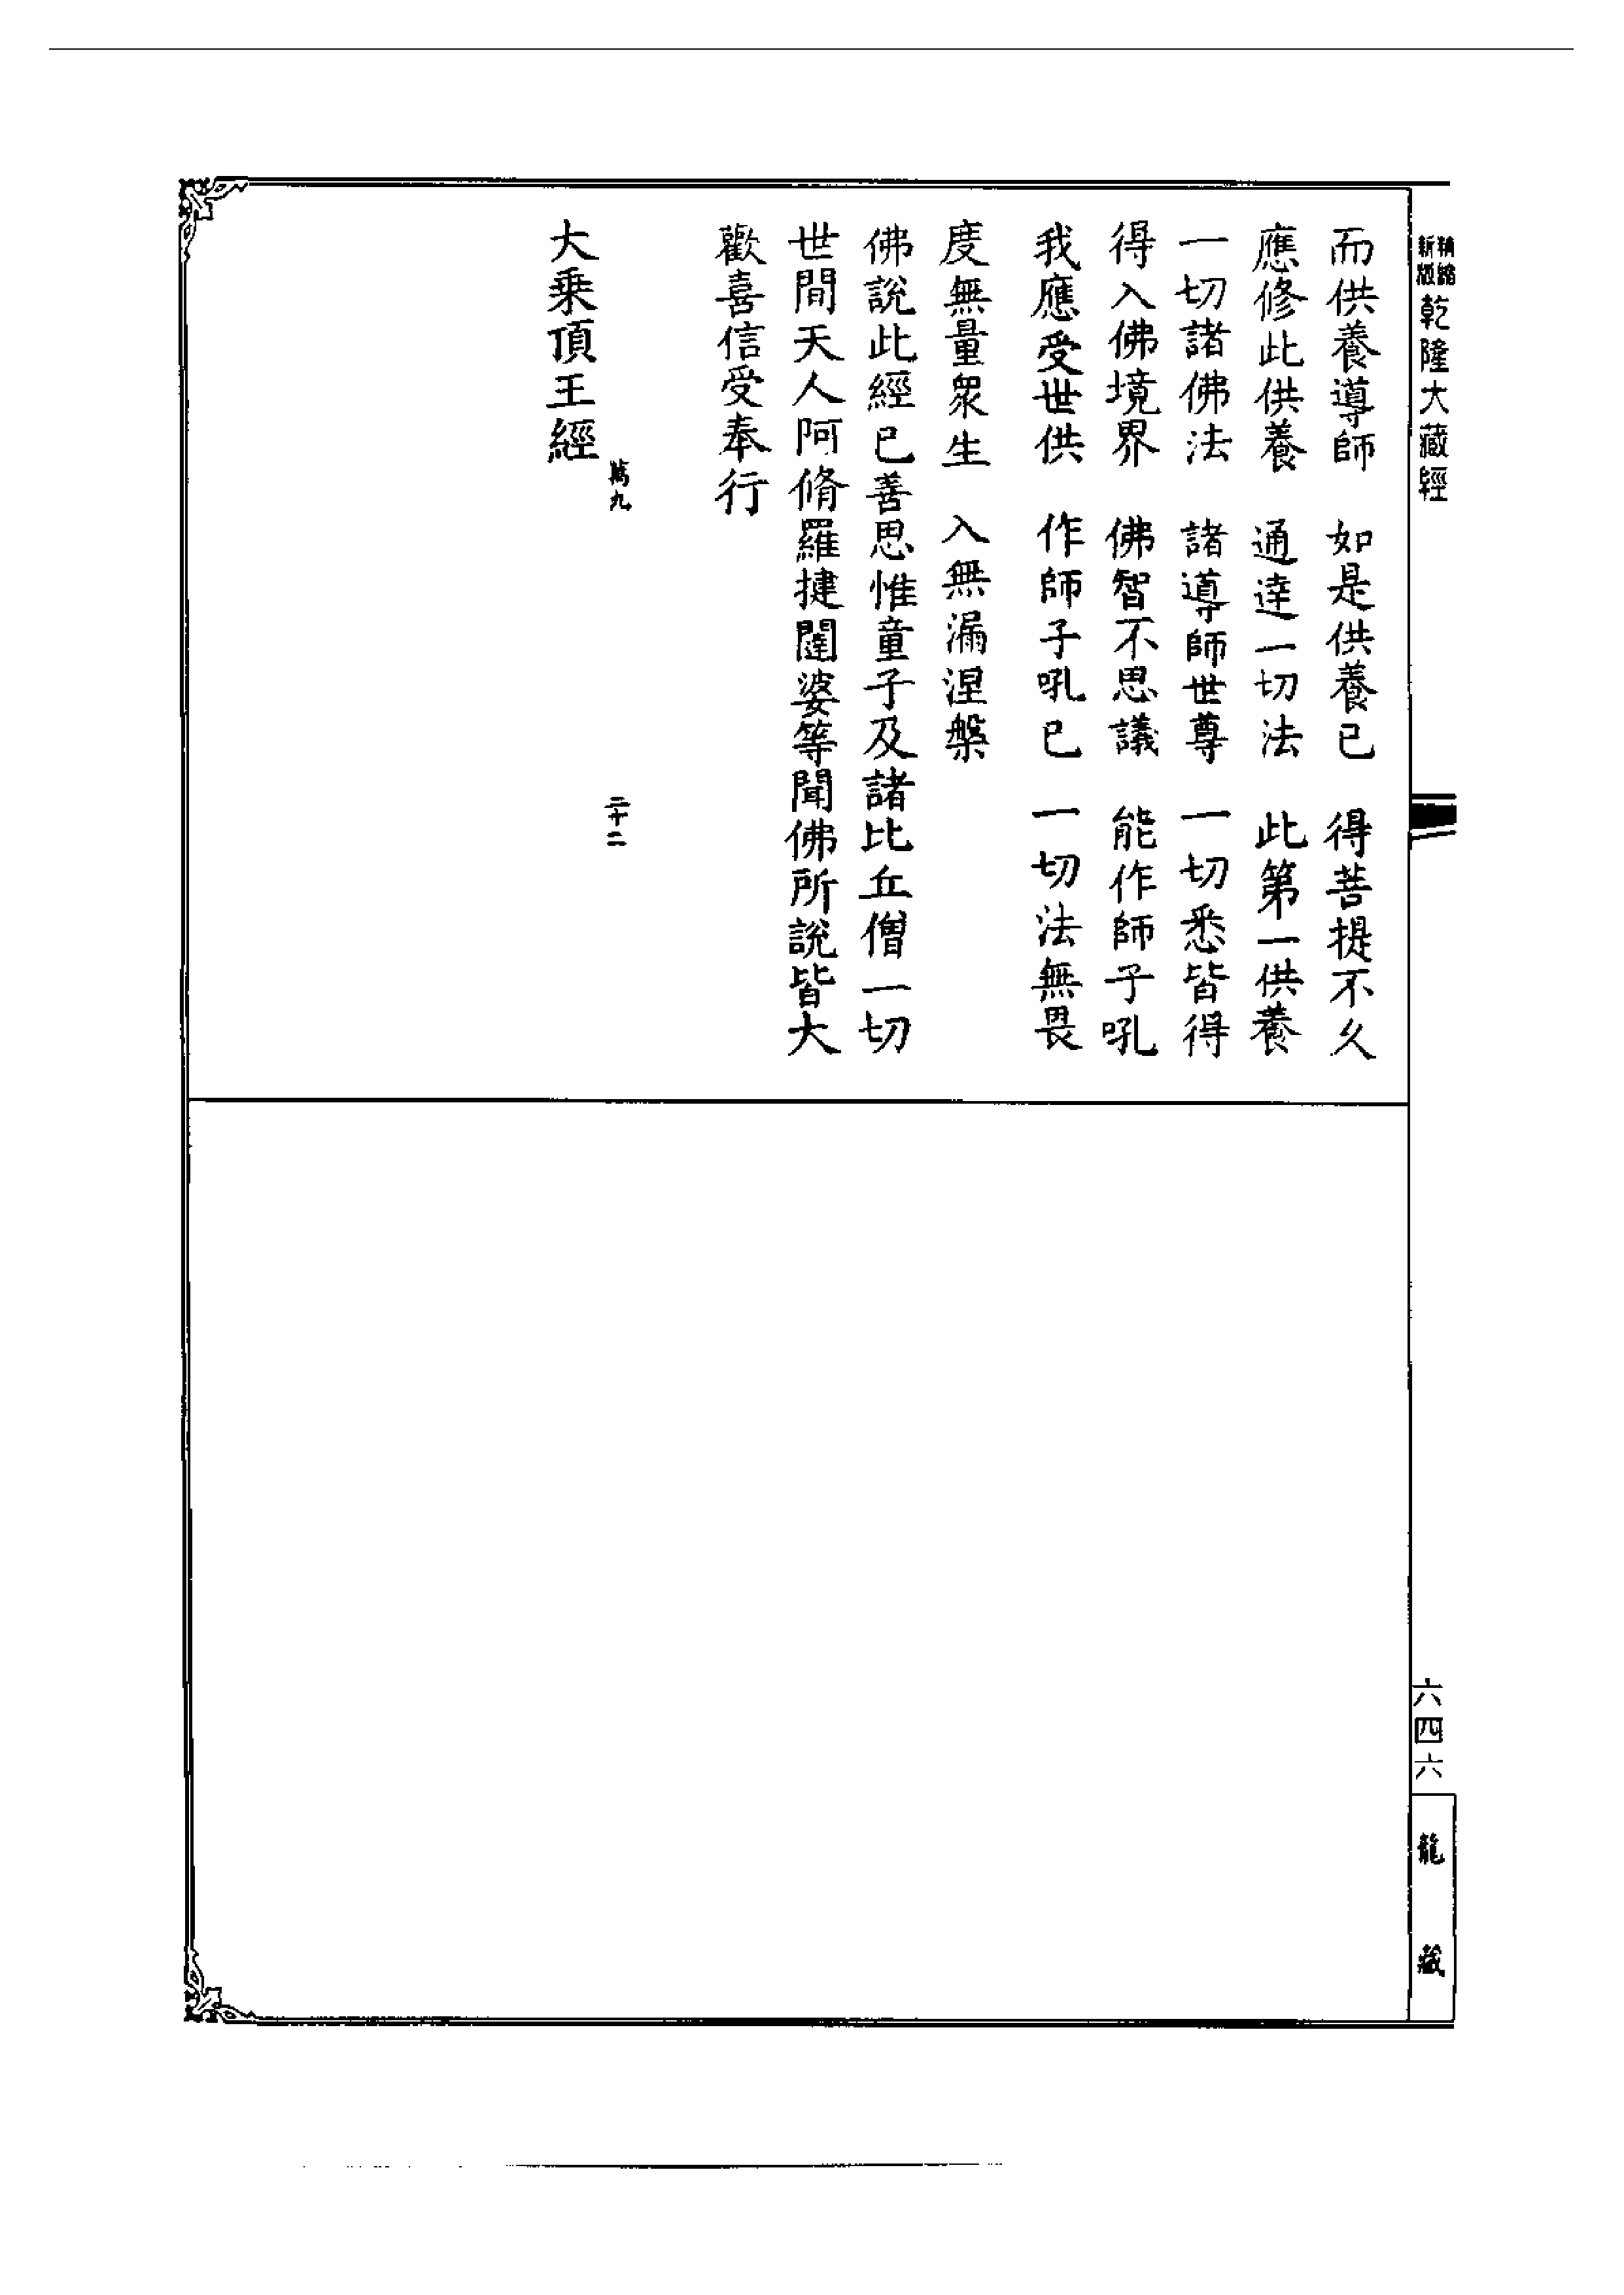 精縮新版乾隆大藏經
而供養導師　如是供養已　得菩提不久
應修此供養　通達一切法　此第一供養
一切諸佛法　諸導師世尊　一切悉皆得
得入佛境界　佛智不思議　能作師子吼
我應受世供　作師子吼已　一切法無畏
度無量眾生　入無漏涅槃
佛說此經已善思惟童子及諸比丘僧一切
世間天人阿脩羅揵闥婆等聞佛所說皆大
歡喜信受奉行
萬九　二十二
大乗頂王經
六四六
龍藏